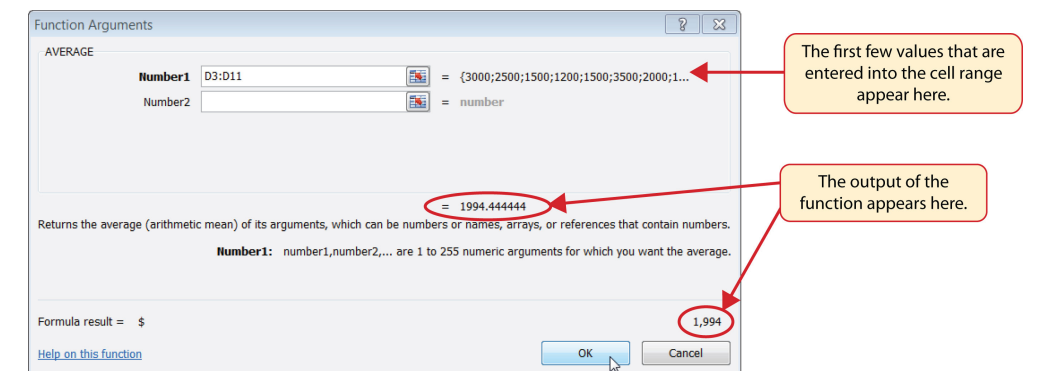 Function Arguments
AVERAGE
Number1 D3:D11 = {3000;2500;1500;1200;1500;3500;2000;1...
Number2 = number
= 1994.444444
Returns the average (arithmetic mean) of its arguments, which can be numbers or names, arrays, or references that contain numbers.
Number1: number1,number2,... are 1 to 255 numeric arguments for which you want the average.
Formula result = $ 1,994
Help on this function
OK
Cancel
The first few values that are
entered into the cell range
appear here.
The output of the
function appears here.